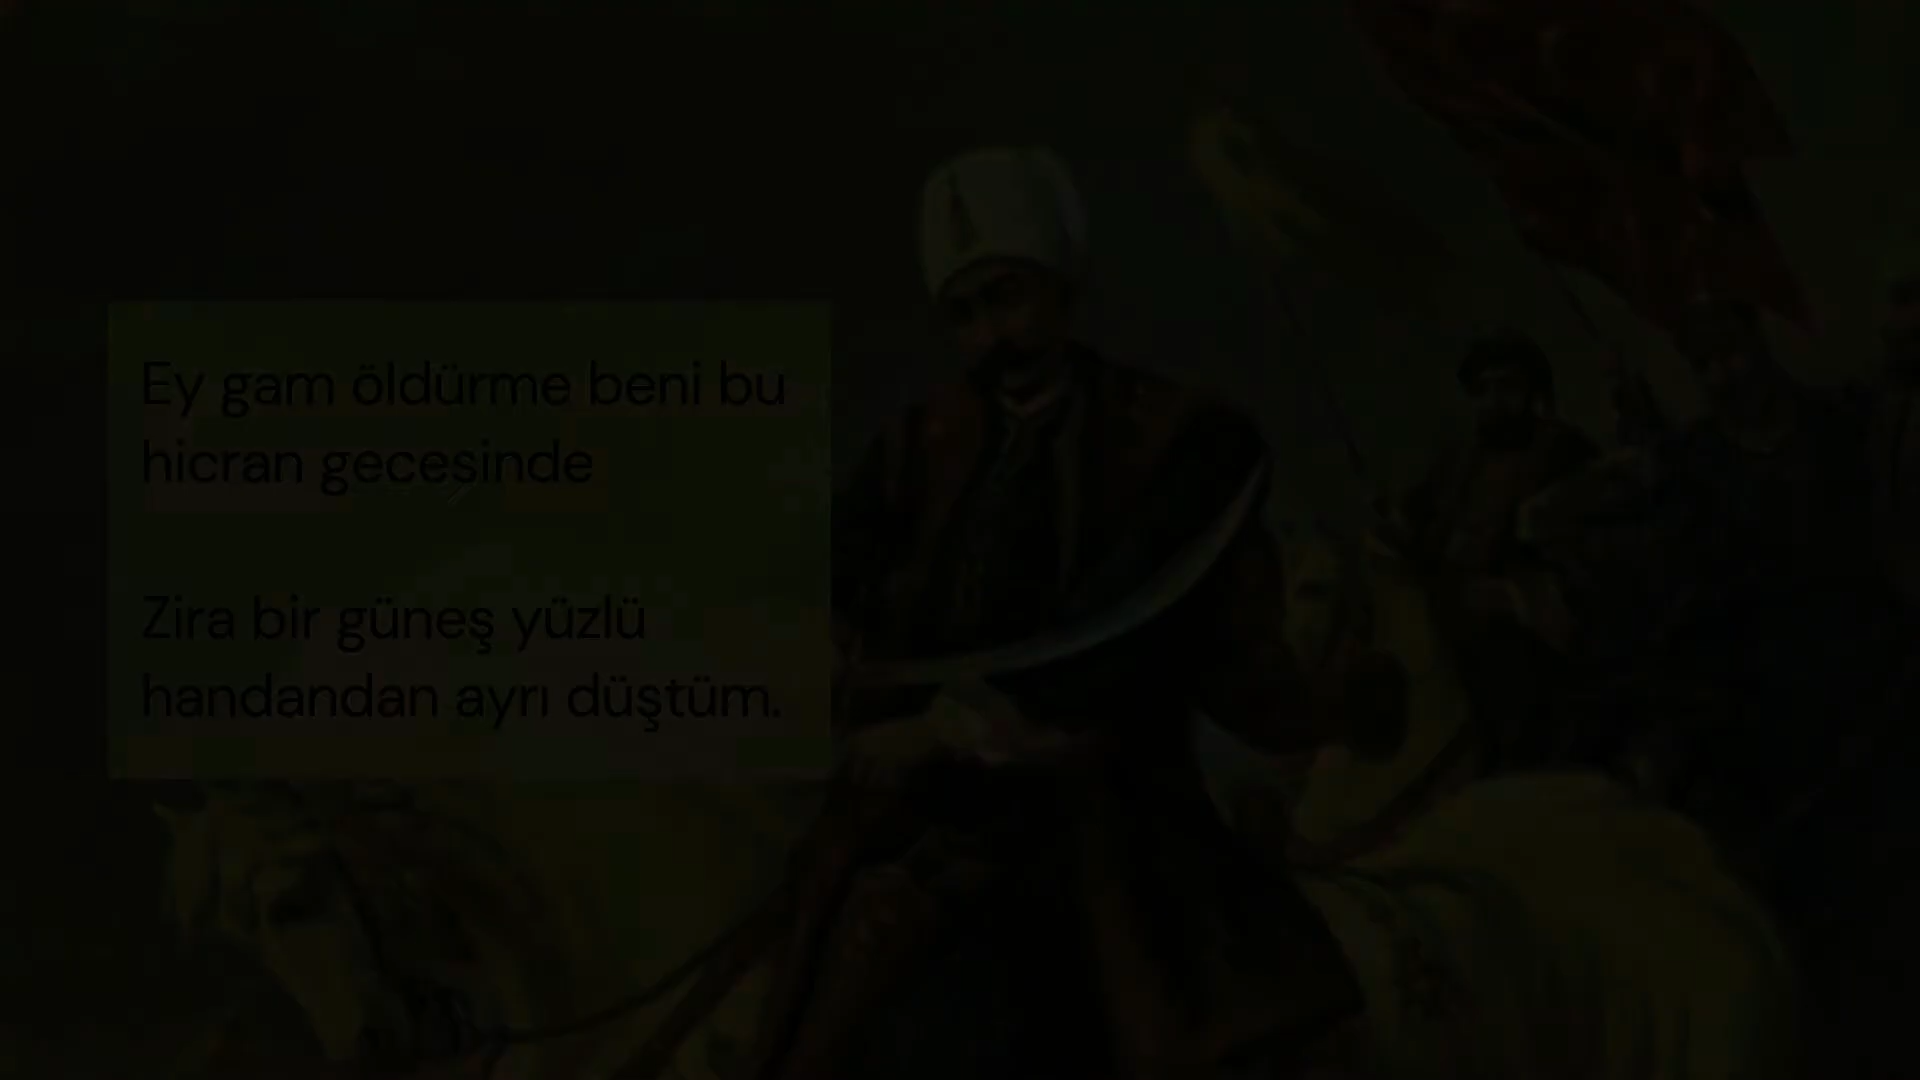 Ey gam öldürme beni bu
hicran gecesinde
Zira bir güneş yüzlü
handandan ayrı düştüm.